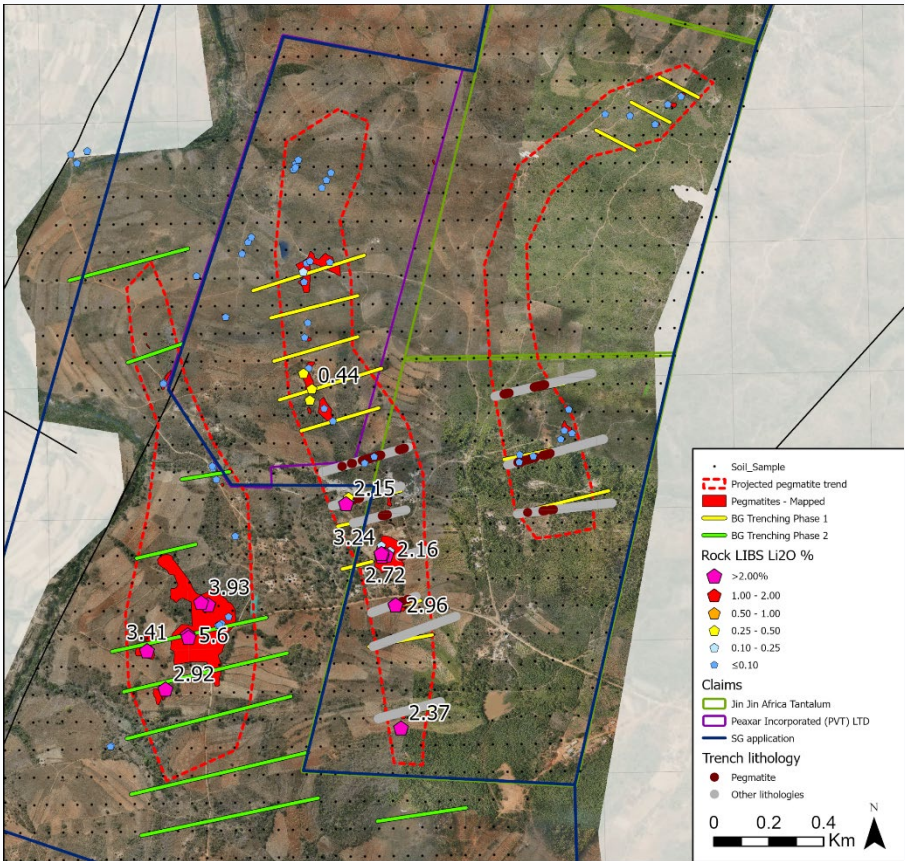 0.44
2.15
3.24
2.16
2.72
3.93
2.96
3.41
5.6
2.92
2.37
Soil_Sample
Projected pegmatite trend
Pegmatites - Mapped
BG Trenching Phase 1
BG Trenching Phase 2
Rock LIBS Li2O %
>2.00%
1.00 - 2.00
0.50 - 1.00
0.25 - 0.50
0.10 - 0.25
≤0.10
Claims
Jin Jin Africa Tantalum
Peaxar Incorporated (PVT) LTD
SG application
Trench lithology
Pegmatite
Other lithologies
0 0.2 0.4
Km
N